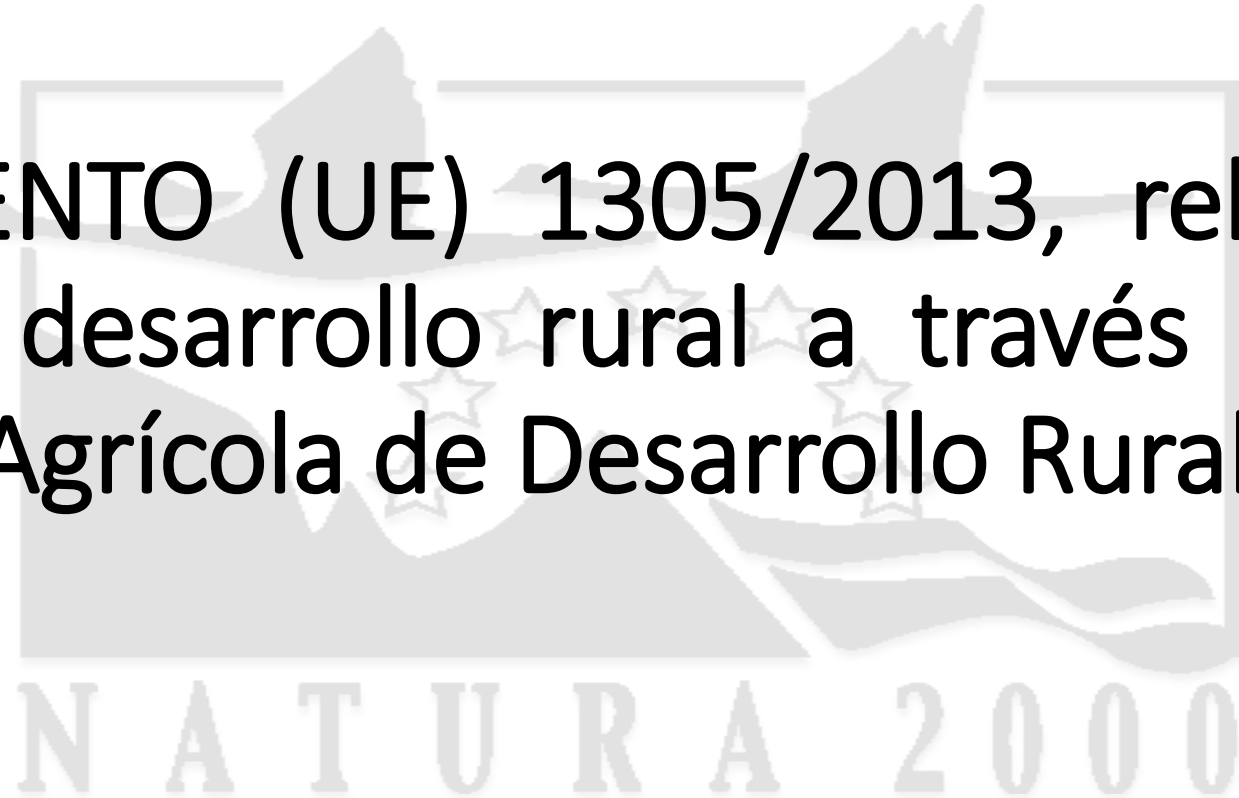 ENTO (UE) 1305/2013, rel
desarrollo rural a través
Agrícola de Desarrollo Rural
NATURA 2000